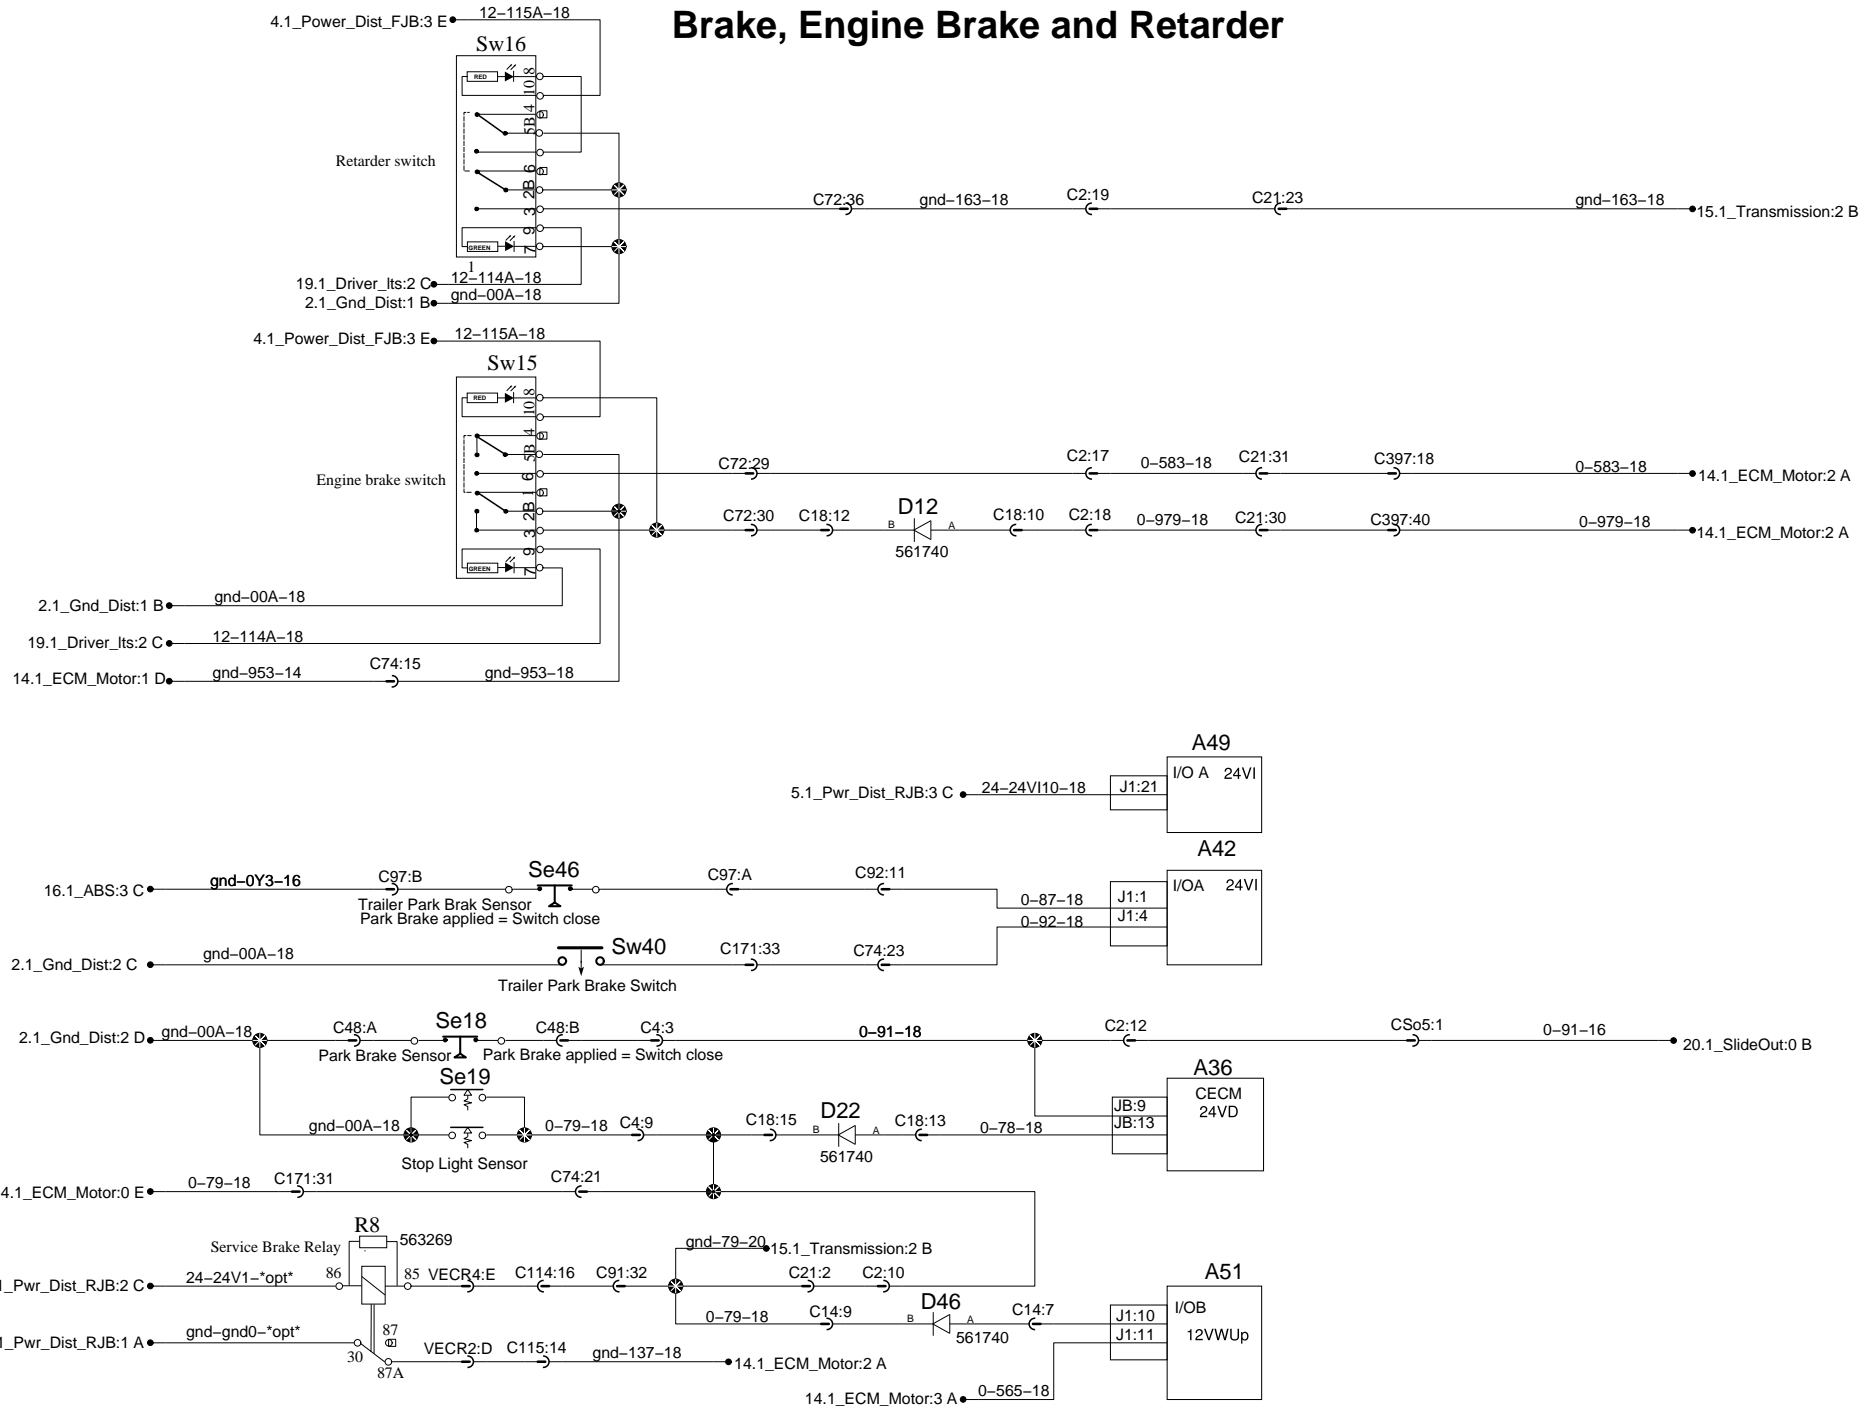 Brake, Engine Brake and Retarder
4.1_Power_Dist_FJB:3 E
12–115A–18
Sw16
RED
8
10
4
5B
6
2B
3
9
7
GREEN
1
Retarder switch
C72:36
gnd–163–18
C2:19
C21:23
gnd–163–18
15.1_Transmission:2 B
19.1_Driver_lts:2 C
12–114A–18
2.1_Gnd_Dist:1 B
gnd–00A–18
4.1_Power_Dist_FJB:3 E
12–115A–18
Sw15
RED
8
10
4
5B
6
1
2B
3
9
7
GREEN
Engine brake switch
C72:29
C2:17
0–583–18
C21:31
C397:18
0–583–18
14.1_ECM_Motor:2 A
C72:30
C18:12
B
D12
A
561740
C18:10
C2:18
0–979–18
C21:30
C397:40
0–979–18
14.1_ECM_Motor:2 A
2.1_Gnd_Dist:1 B
gnd–00A–18
19.1_Driver_lts:2 C
12–114A–18
14.1_ECM_Motor:1 D
gnd–953–14
C74:15
gnd–953–18
A49
I/O A 24VI
5.1_Pwr_Dist_RJB:3 C
24–24VI10–18
J1:21
A42
I/OA 24VI
16.1_ABS:3 C
gnd–0Y3–16
C97:B
Se46
C97:A
C92:11
Trailer Park Brak Sensor
Park Brake applied = Switch close
0–87–18
J1:1
0–92–18
J1:4
2.1_Gnd_Dist:2 C
gnd–00A–18
Sw40
C171:33
C74:23
Trailer Park Brake Switch
2.1_Gnd_Dist:2 D
gnd–00A–18
C48:A
Se18
C48:B
C4:3
0–91–18
C2:12
CSo5:1
0–91–16
20.1_SlideOut:0 B
Park Brake Sensor
Park Brake applied = Switch close
Se19
A36
CECM
24VD
JB:9
JB:13
gnd–00A–18
0–79–18
C4:9
C18:15
B
D22
A
561740
C18:13
0–78–18
Stop Light Sensor
4.1_ECM_Motor:0 E
0–79–18
C171:31
C74:21
R8
563269
Service Brake Relay
gnd–79–20
15.1_Transmission:2 B
1_Pwr_Dist_RJB:2 C
24–24V1–*opt*
86
85
VECR4:E
C114:16
C91:32
C21:2
C2:10
A51
I/OB
12VWUp
0–79–18
C14:9
B
D46
A
561740
C14:7
J1:10
J1:11
1_Pwr_Dist_RJB:1 A
gnd–gnd0–*opt*
30
87
87A
VECR2:D
C115:14
gnd–137–18
14.1_ECM_Motor:2 A
14.1_ECM_Motor:3 A
0–565–18